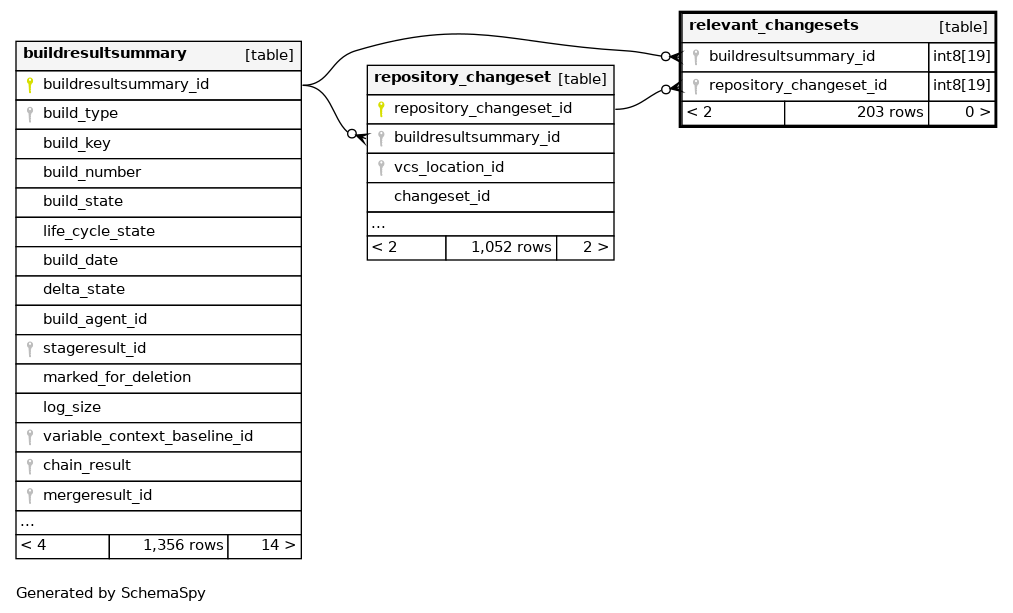 buildresultsummary [table]
buildresultsummary_id
build_type
build_key
build_number
build_state
life_cycle_state
build_date
delta_state
build_agent_id
stageresult_id
marked_for_deletion
log_size
variable_context_baseline_id
chain_result
mergeresult_id
...
< 4 1,356 rows 14 >
repository_changeset [table]
repository_changeset_id
buildresultsummary_id
vcs_location_id
changeset_id
...
< 2 1,052 rows 2 >
relevant_changesets [table]
buildresultsummary_id int8[19]
repository_changeset_id int8[19]
< 2 203 rows 0 >
Generated by SchemaSpy